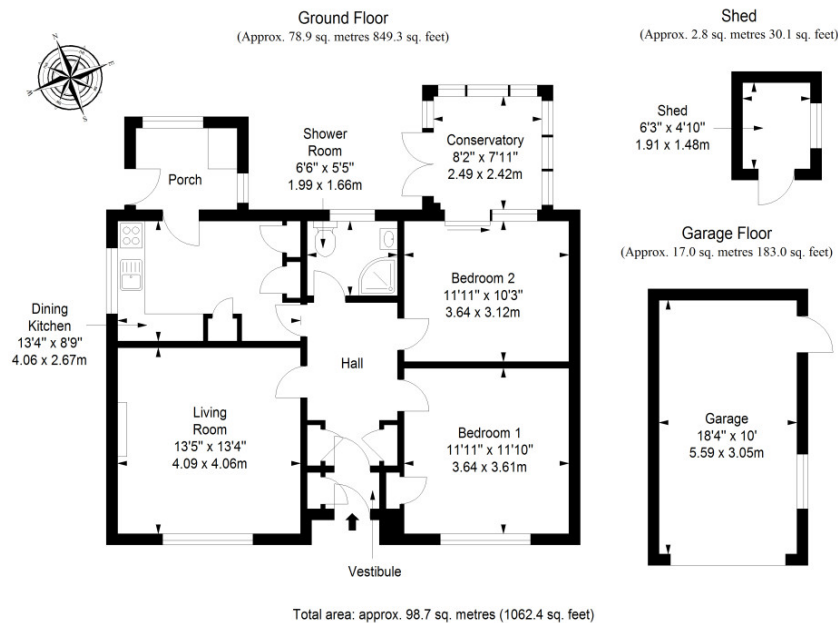 Ground Floor
(Approx. 78.9 sq. metres 849.3 sq. feet)
Shed
(Approx. 2.8 sq. metres 30.1 sq. feet)
N
E
S
W
Shower
Room
6'6" x 5'5"
1.99 x 1.66m
Conservatory
8'2" x 7'11"
2.49 x 2.42m
Shed
6'3" x 4'10"
1.91 x 1.48m
Porch
Garage Floor
(Approx. 17.0 sq. metres 183.0 sq. feet)
Bedroom 2
11'11" x 10'3"
3.64 x 3.12m
Dining
Kitchen
13'4" x 8'9"
4.06 x 2.67m
Hall
Living
Room
13'5" x 13'4"
4.09 x 4.06m
Bedroom 1
11'11" x 11'10"
3.64 x 3.61m
Garage
18'4" x 10'
5.59 x 3.05m
Vestibule
Total area: approx. 98.7 sq. metres (1062.4 sq. feet)